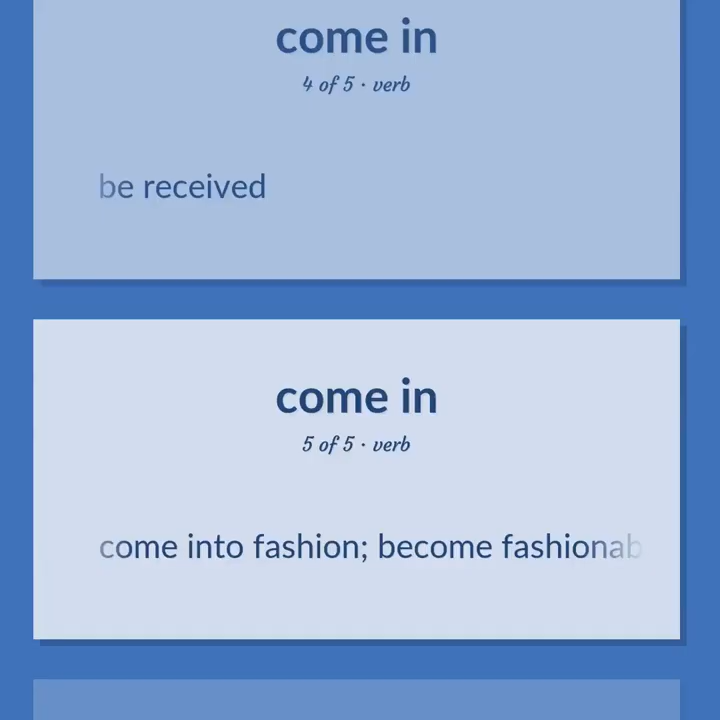 come in
4 of 5 · verb
be received
come in
5 of 5 · verb
come into fashion; become fashionab